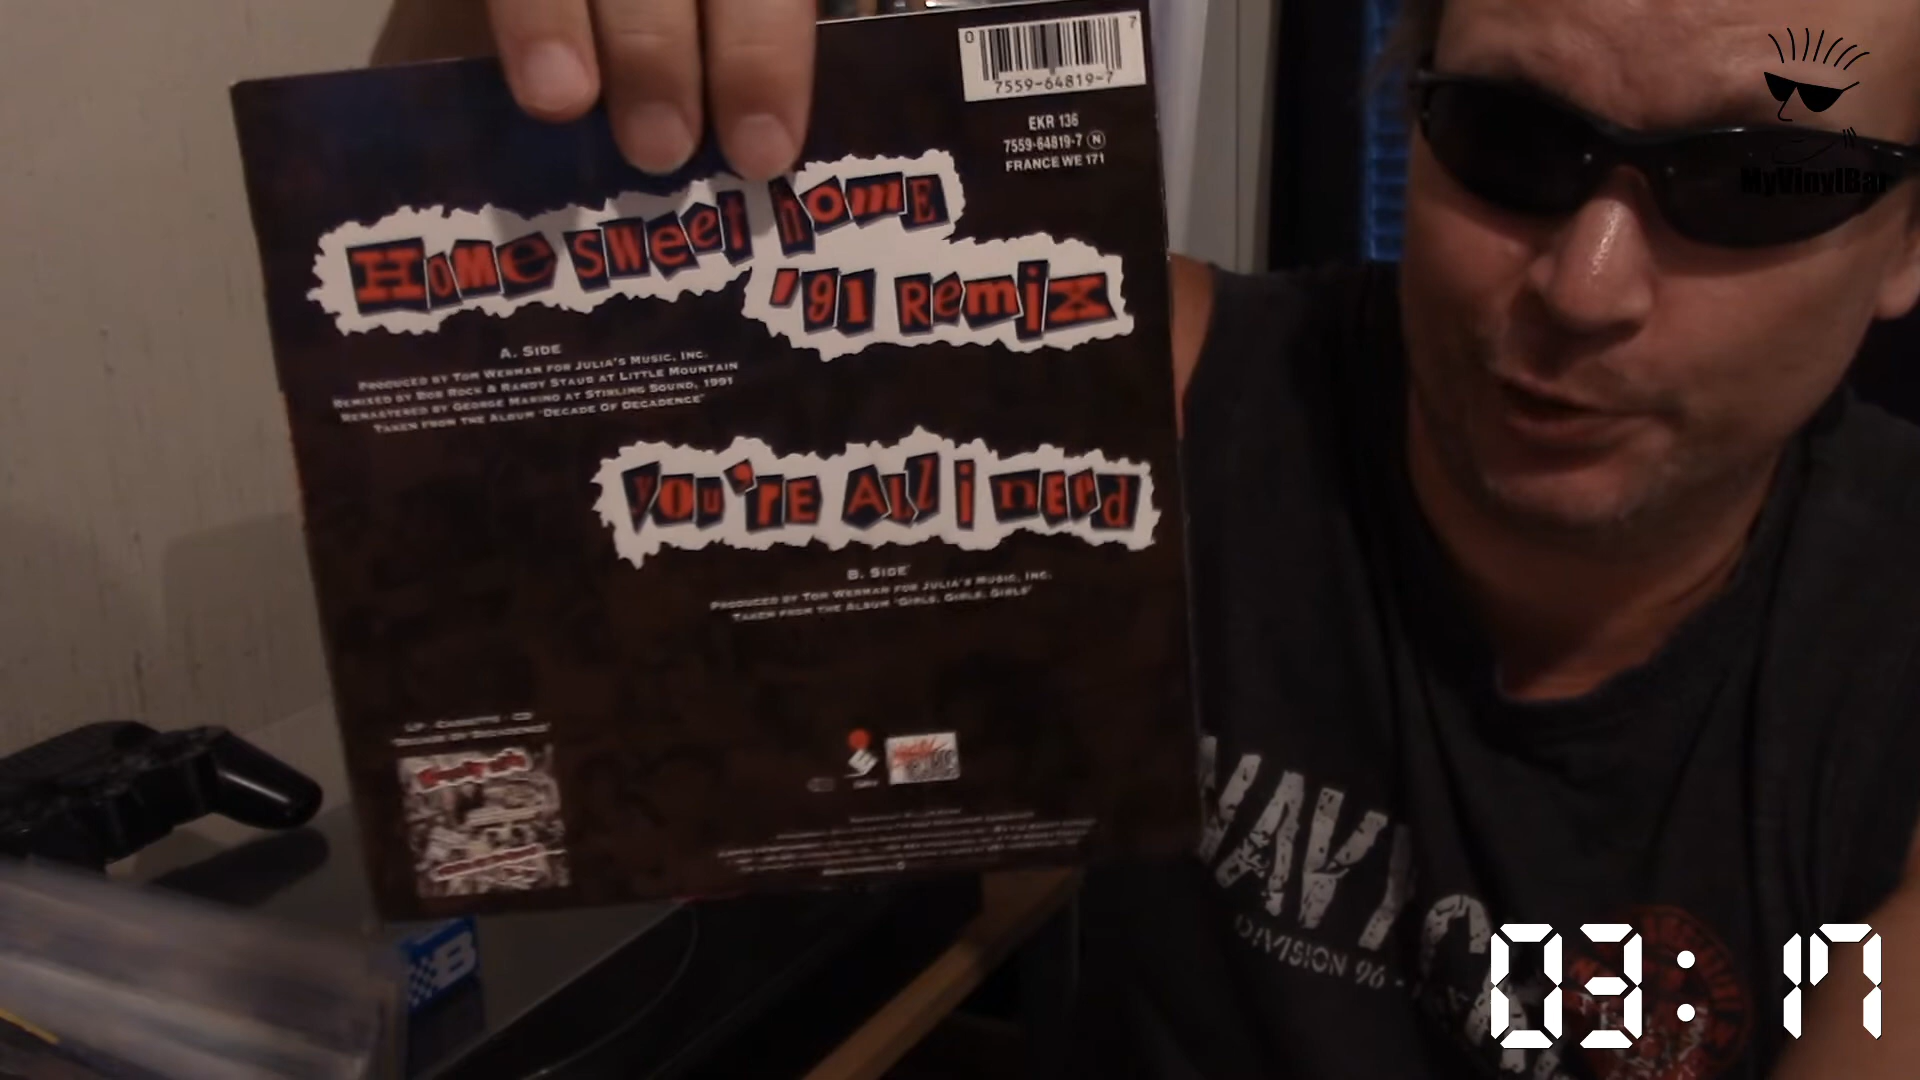 0 7
7559-64819-7
EKR 136
7559-64819-7 N
FRANCE WE 171
MyVinylBar
Home Sweet Home
'91 Remix
A. Side
Produced by Tom Werman for Julia's Music, Inc.
Remixed by Bob Rock & Randy Staub at Little Mountain
Remastered by George Marino at Stirling Sound, 1991
Taken from the Album 'Decade Of Decadence'
you're All i need
B. Side
Produced by Tom Werman for Julia's Music, Inc.
Taken from the Album 'Girls, Girls, Girls'
LP · Cassette · CD
'Decade Of Decadence'
B
DIVISION 96
03:17